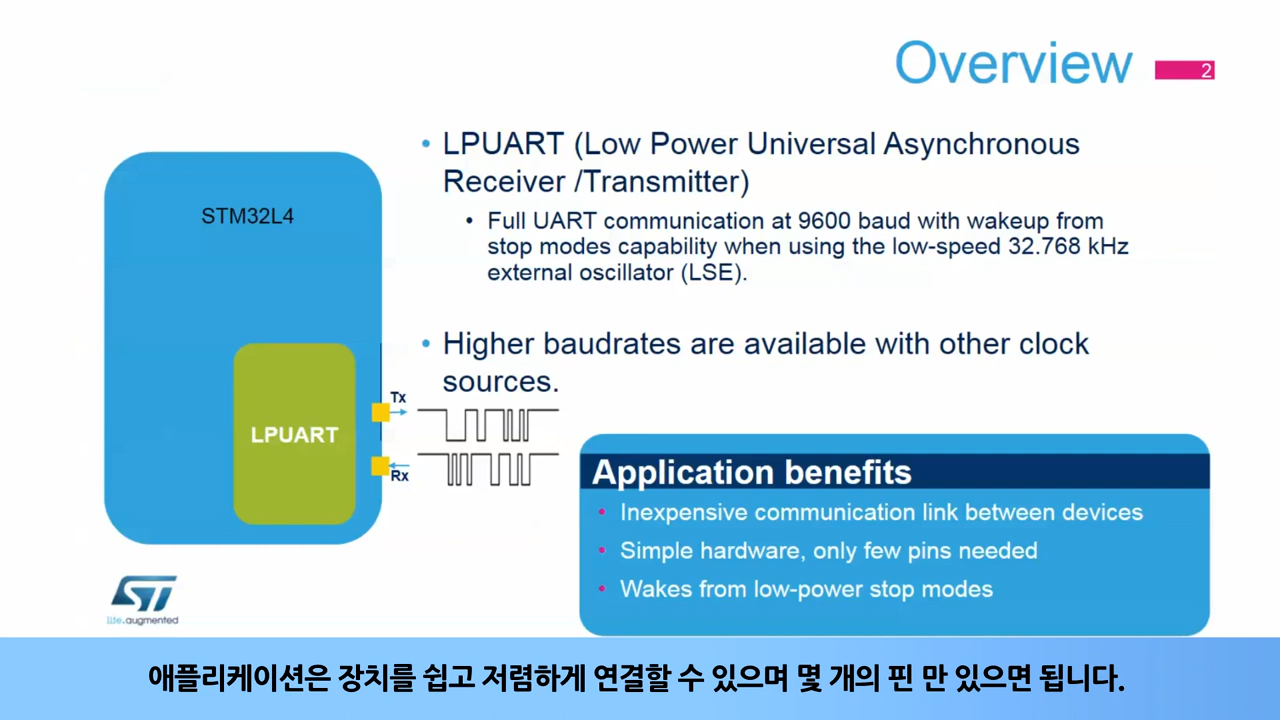 Overview
2
• LPUART (Low Power Universal Asynchronous
Receiver /Transmitter)
• Full UART communication at 9600 baud with wakeup from
stop modes capability when using the low-speed 32.768 kHz
external oscillator (LSE).
• Higher baudrates are available with other clock
sources.
STM32L4
LPUART
Tx
Rx
Application benefits
• Inexpensive communication link between devices
• Simple hardware, only few pins needed
• Wakes from low-power stop modes
ST
life.augmented
애플리케이션은 장치를 쉽고 저렴하게 연결할 수 있으며 몇 개의 핀 만 있으면 됩니다.